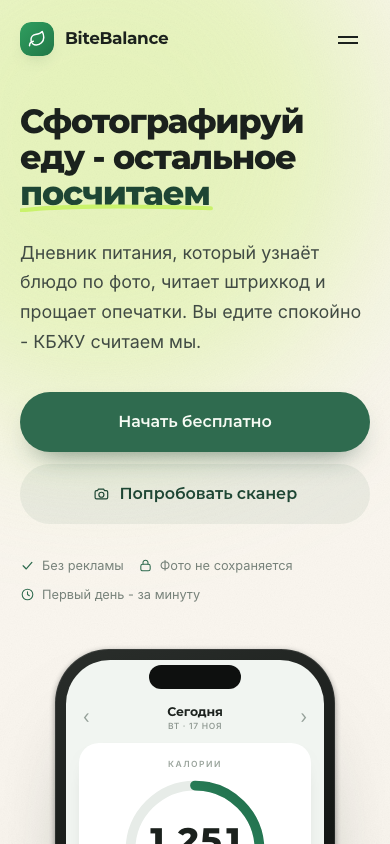 BiteBalance
Сфотографируй
еду - остальное
посчитаем
Дневник питания, который узнаёт
блюдо по фото, читает штрихкод и
прощает опечатки. Вы едите спокойно
- КБЖУ считаем мы.
Начать бесплатно
Попробовать сканер
Без рекламы Фото не сохраняется
Первый день - за минуту
Сегодня
ВТ · 17 НОЯ
КАЛОРИИ
1 251